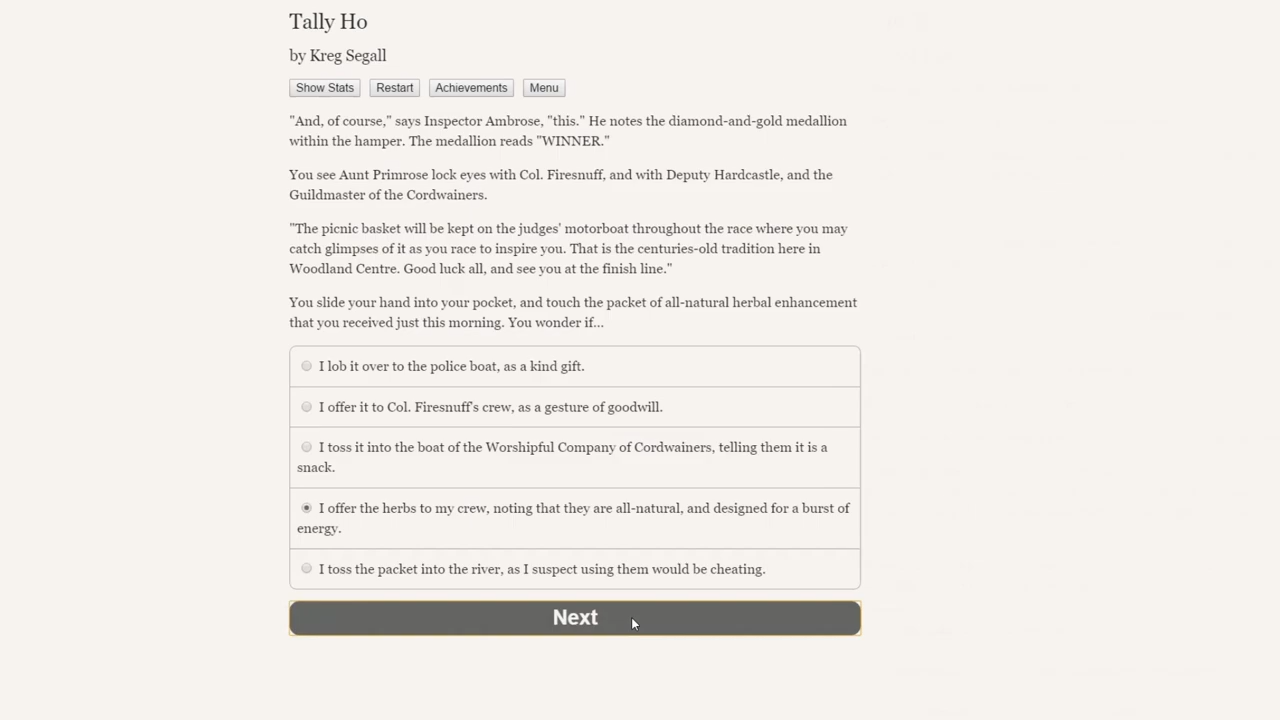 Tally Ho
by Kreg Segall
Show Stats Restart Achievements Menu
"And, of course," says Inspector Ambrose, "this." He notes the diamond-and-gold medallion
within the hamper. The medallion reads "WINNER."
You see Aunt Primrose lock eyes with Col. Firesnuff, and with Deputy Hardcastle, and the
Guildmaster of the Cordwainers.
"The picnic basket will be kept on the judges' motorboat throughout the race where you may
catch glimpses of it as you race to inspire you. That is the centuries-old tradition here in
Woodland Centre. Good luck all, and see you at the finish line."
You slide your hand into your pocket, and touch the packet of all-natural herbal enhancement
that you received just this morning. You wonder if...
I lob it over to the police boat, as a kind gift.
I offer it to Col. Firesnuff's crew, as a gesture of goodwill.
I toss it into the boat of the Worshipful Company of Cordwainers, telling them it is a
snack.
I offer the herbs to my crew, noting that they are all-natural, and designed for a burst of
energy.
I toss the packet into the river, as I suspect using them would be cheating.
Next